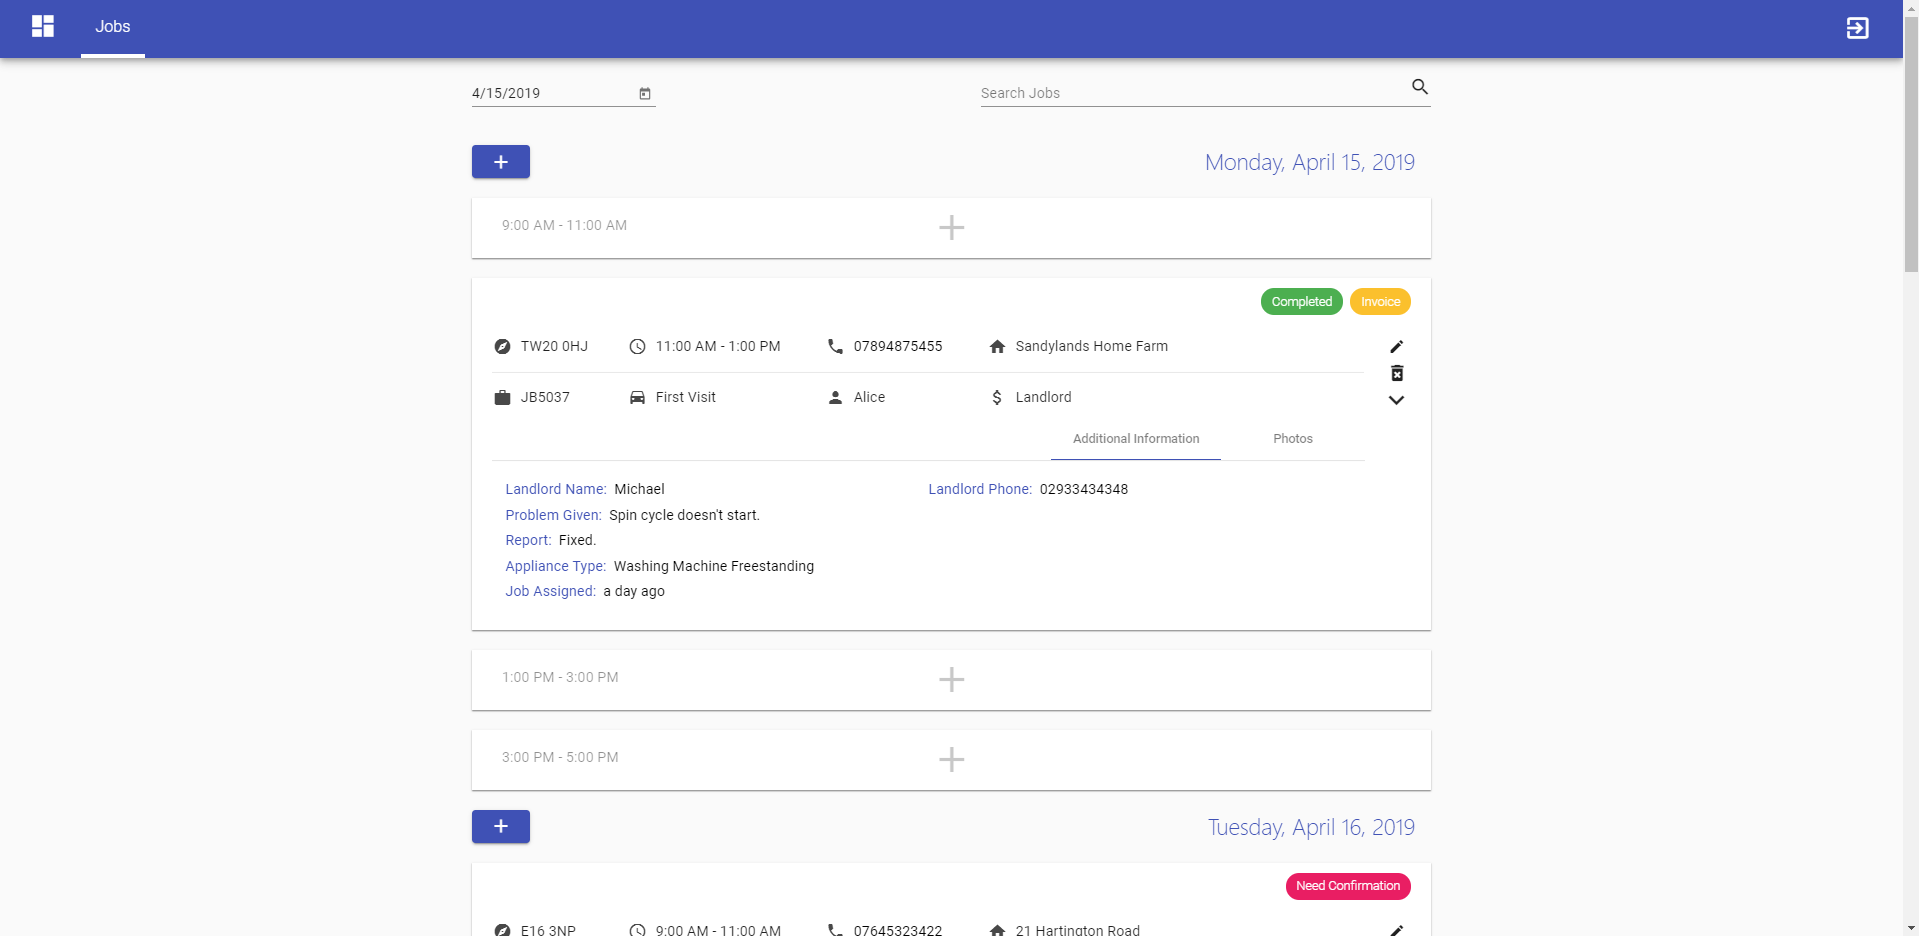 Jobs
4/15/2019
Search Jobs
Monday, April 15, 2019
9:00 AM - 11:00 AM
Completed Invoice
TW20 0HJ 11:00 AM - 1:00 PM 07894875455 Sandylands Home Farm
JB5037 First Visit Alice Landlord
Additional Information Photos
Landlord Name: Michael Landlord Phone: 02933434348
Problem Given: Spin cycle doesn't start.
Report: Fixed.
Appliance Type: Washing Machine Freestanding
Job Assigned: a day ago
1:00 PM - 3:00 PM
3:00 PM - 5:00 PM
Tuesday, April 16, 2019
Need Confirmation
E16 3NP 9:00 AM - 11:00 AM 07645323422 21 Hartington Road